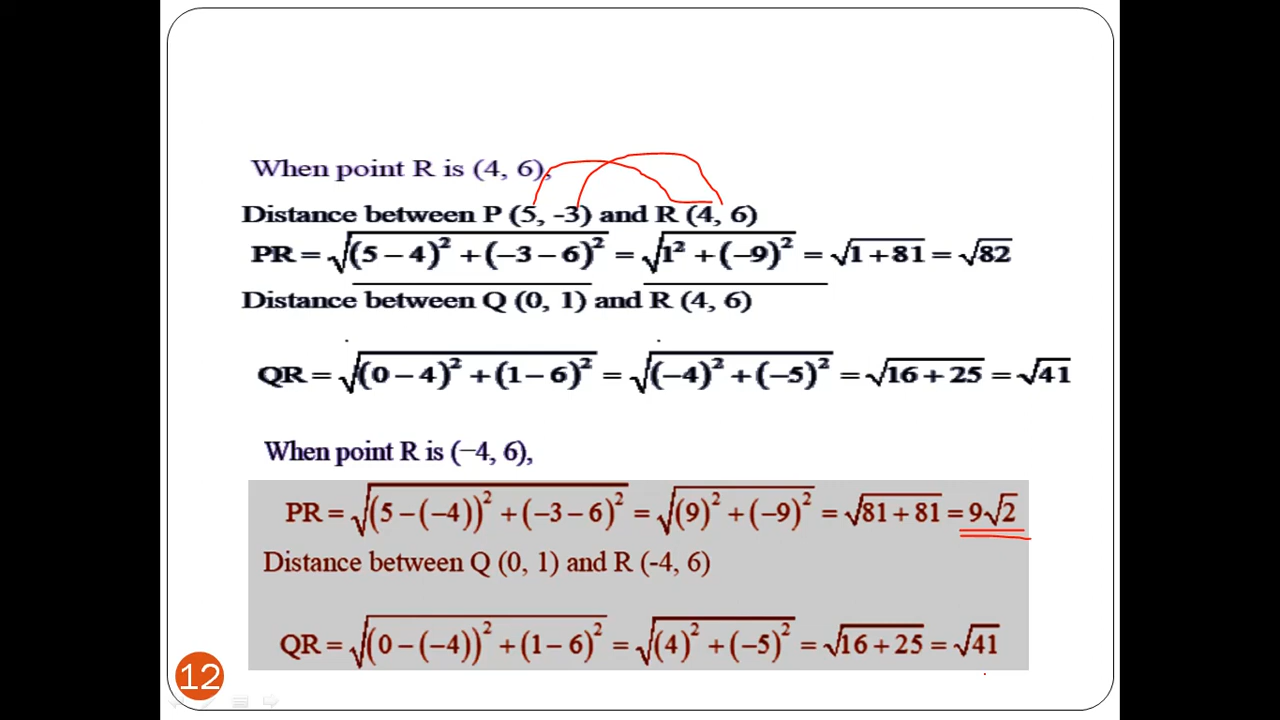 When point R is (4, 6),
Distance between P (5, -3) and R (4, 6)
PR = √(5 − 4)² + (−3 − 6)² = √1² + (−9)² = √1 + 81 = √82
Distance between Q (0, 1) and R (4, 6)
QR = √(0 − 4)² + (1 − 6)² = √(−4)² + (−5)² = √16 + 25 = √41
When point R is (−4, 6),
PR = √(5 − (−4))² + (−3 − 6)² = √(9)² + (−9)² = √81 + 81 = 9√2
Distance between Q (0, 1) and R (-4, 6)
QR = √(0 − (−4))² + (1 − 6)² = √(4)² + (−5)² = √16 + 25 = √41
12